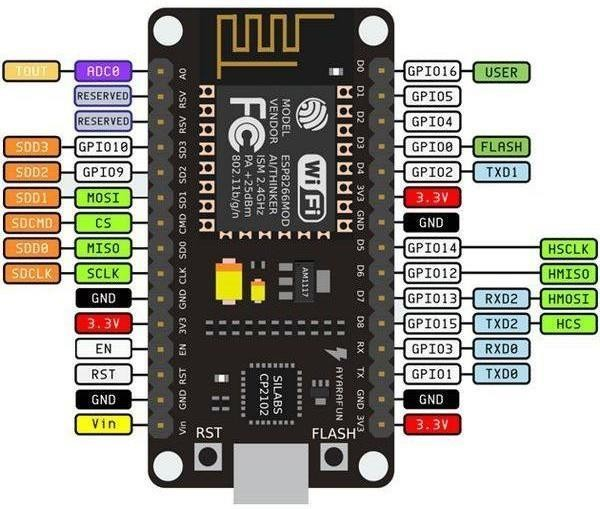 TOUT ADC0 A0 D0 GPIO16 USER
RESERVED RSV D1 GPIO5
RESERVED RSV D2 GPIO4
SDD3 GPIO10 SD3 D3 GPIO0 FLASH
SDD2 GPIO9 SD2 D4 GPIO2 TXD1
SDD1 MOSI SD1 3V3 3.3V
SDCMD CS CMD GND GND
SDD0 MISO SD0 D5 GPIO14 HSCLK
SDCLK SCLK CLK D6 GPIO12 HMISO
GND GND D7 GPIO13 RXD2 HMOSI
3.3V 3V3 D8 GPIO15 TXD2 HCS
EN EN RX GPIO3 RXD0
RST RST TX GPIO1 TXD0
GND GND GND GND
Vin Vin 3V3 3.3V
MODEL ESP8266MOD
VENDOR AI/THINKER
ISM 2.4GHz
PA +25dBm
802.11b/g/n
FC
WiFi
AM1117
SILABS
CP2102
AYARAFUN
RST
FLASH